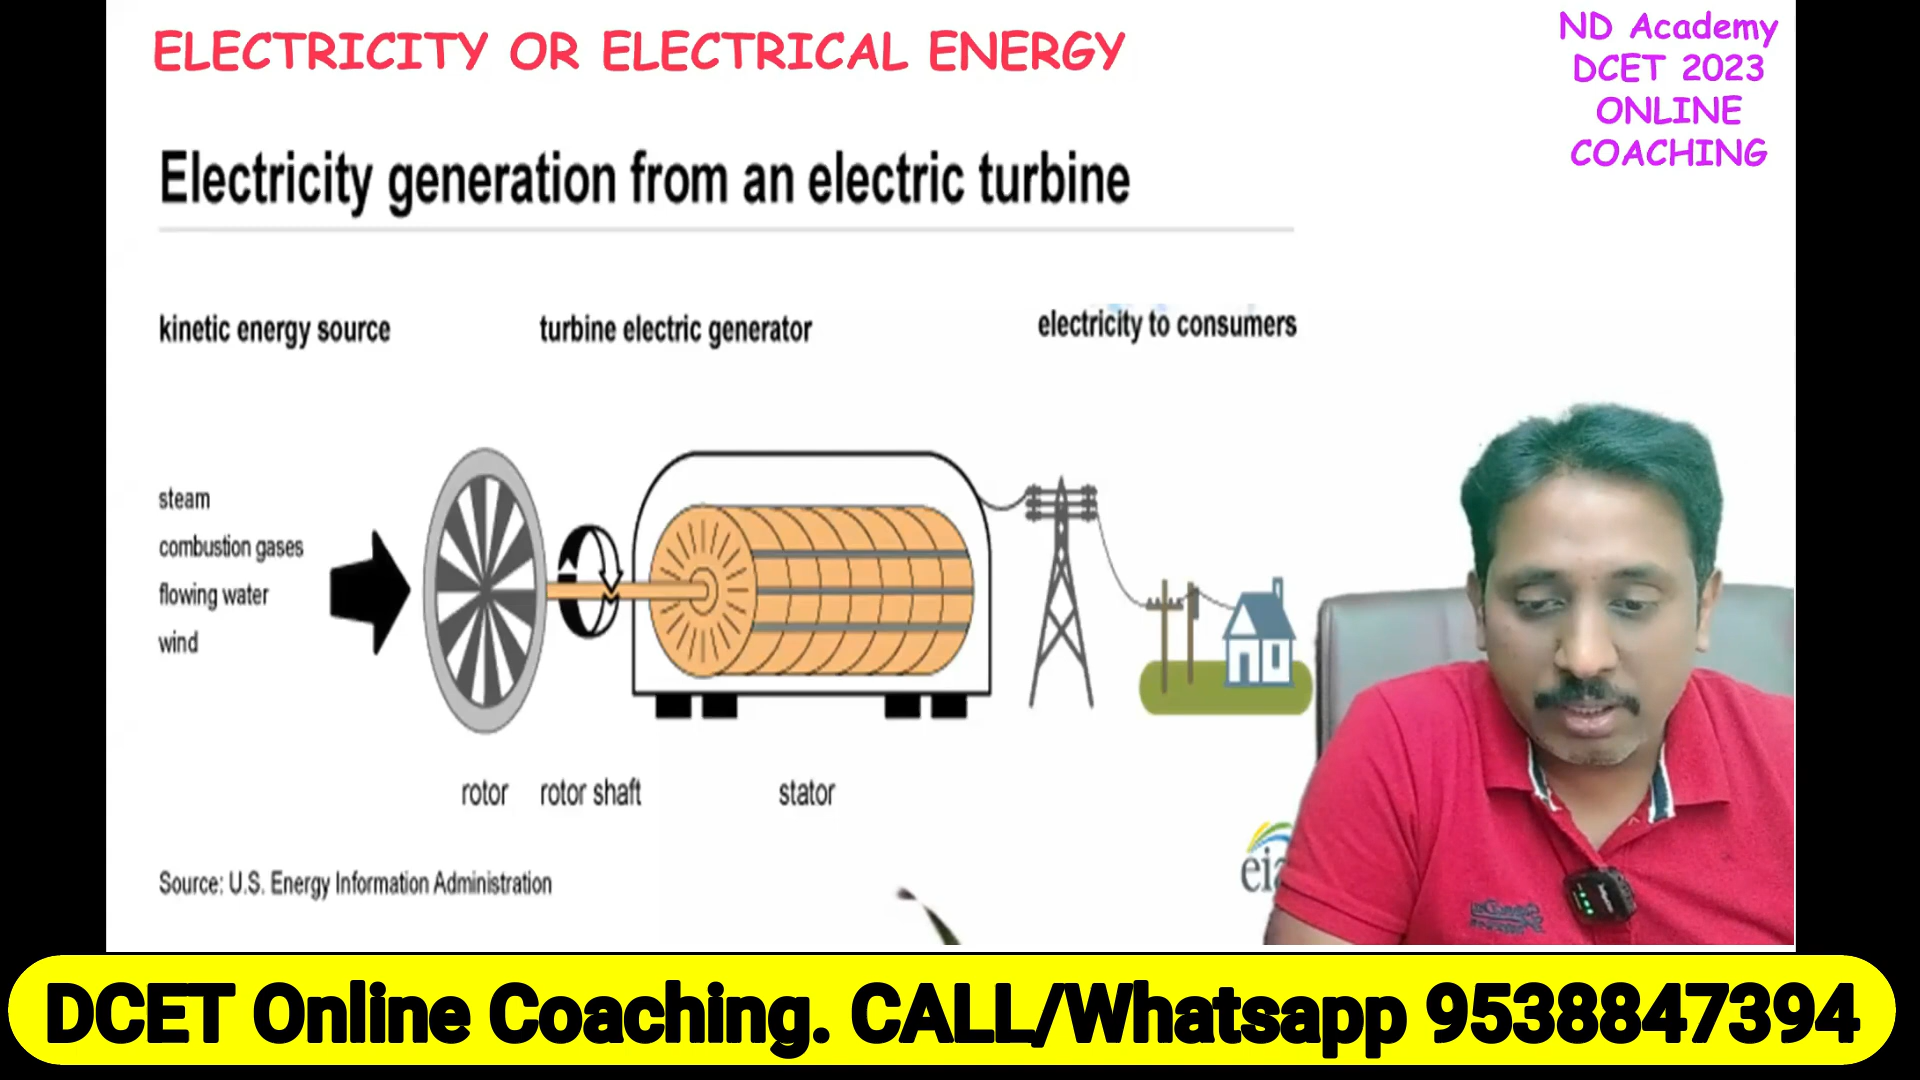 ELECTRICITY OR ELECTRICAL ENERGY
ND Academy
DCET 2023
ONLINE
COACHING
Electricity generation from an electric turbine
kinetic energy source
turbine electric generator
electricity to consumers
steam
combustion gases
flowing water
wind
rotor
rotor shaft
stator
Source: U.S. Energy Information Administration
DCET Online Coaching. CALL/Whatsapp 9538847394